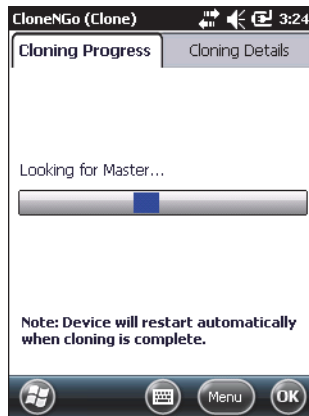 CloneNGo (Clone) 3:24
Cloning Progress Cloning Details
Looking for Master...
Note: Device will restart automatically
when cloning is complete.
Menu OK